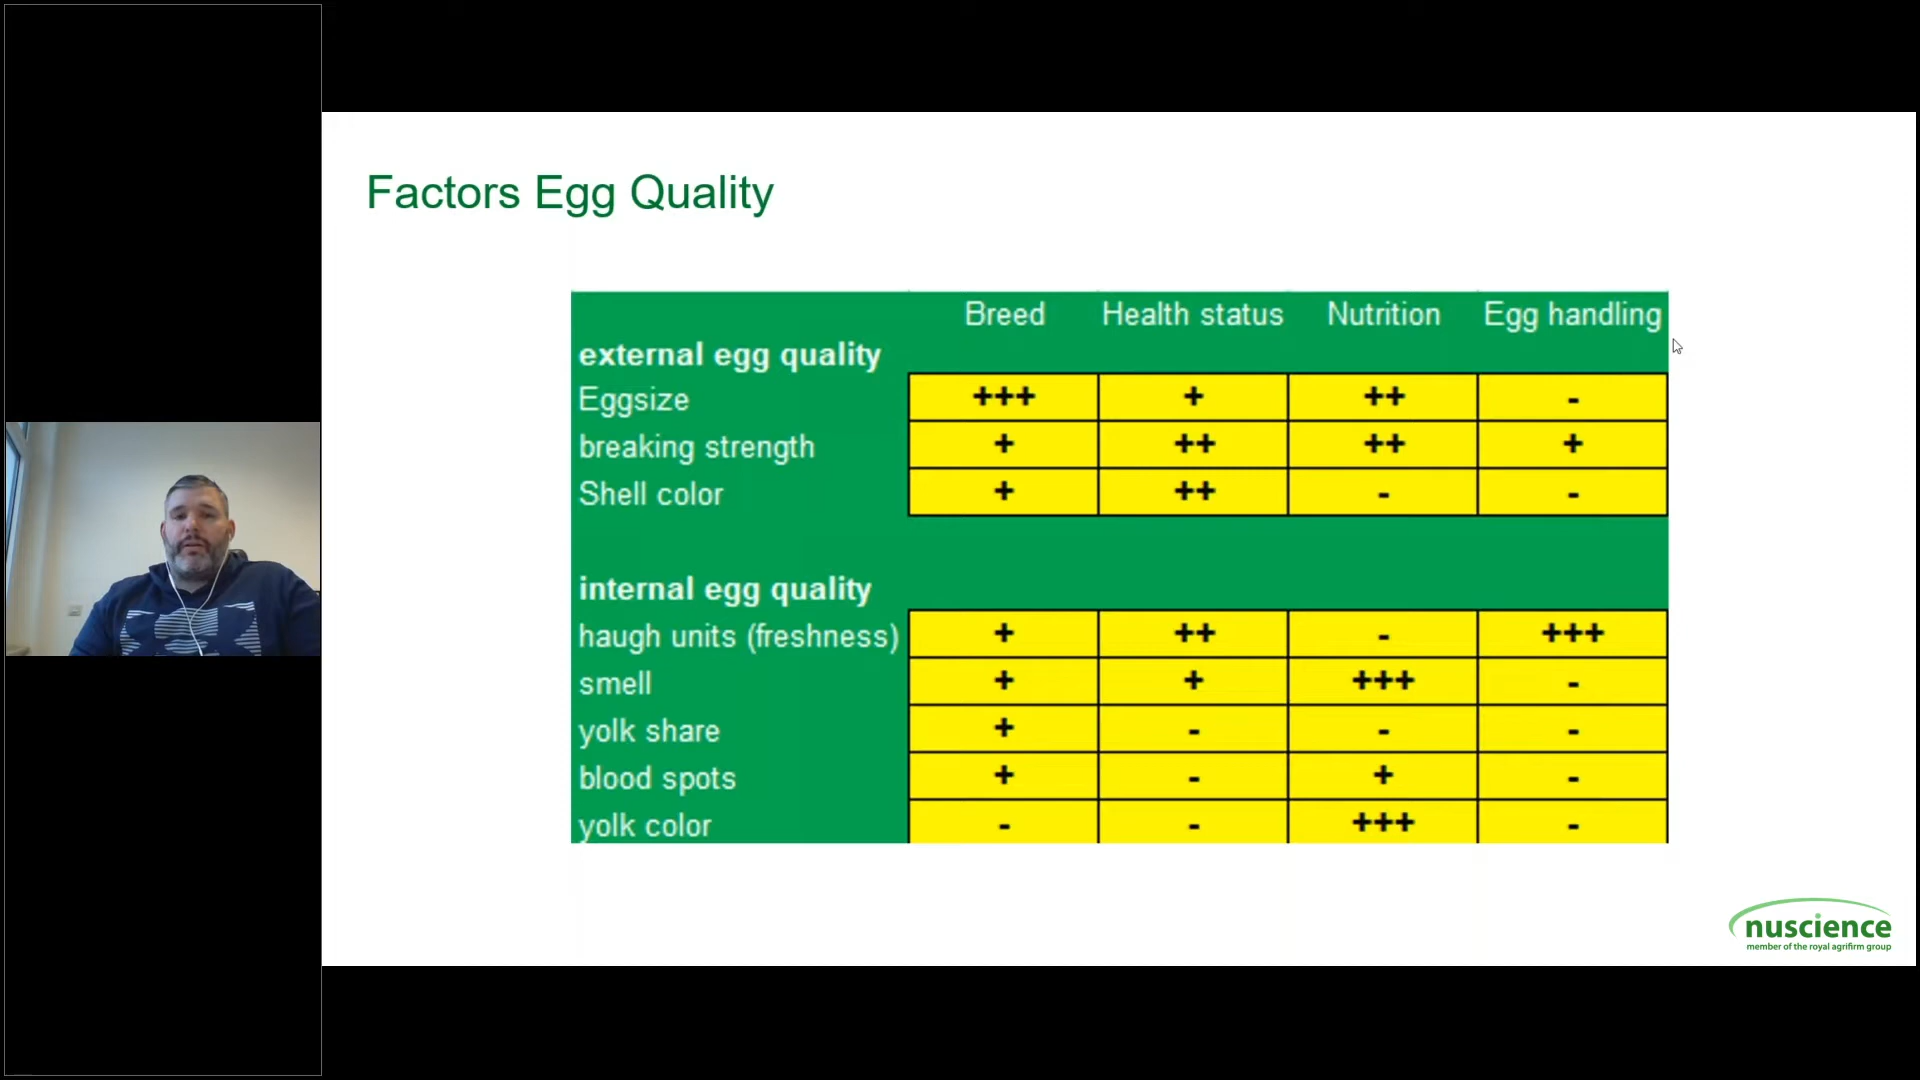 Factors Egg Quality
Breed Health status Nutrition Egg handling
external egg quality
Eggsize +++ + ++ -
breaking strength + ++ ++ +
Shell color + ++ - -
internal egg quality
haugh units (freshness) + ++ - +++
smell + + +++ -
yolk share + - - -
blood spots + - + -
yolk color - - +++ -
nuscience
member of the royal agrifirm group